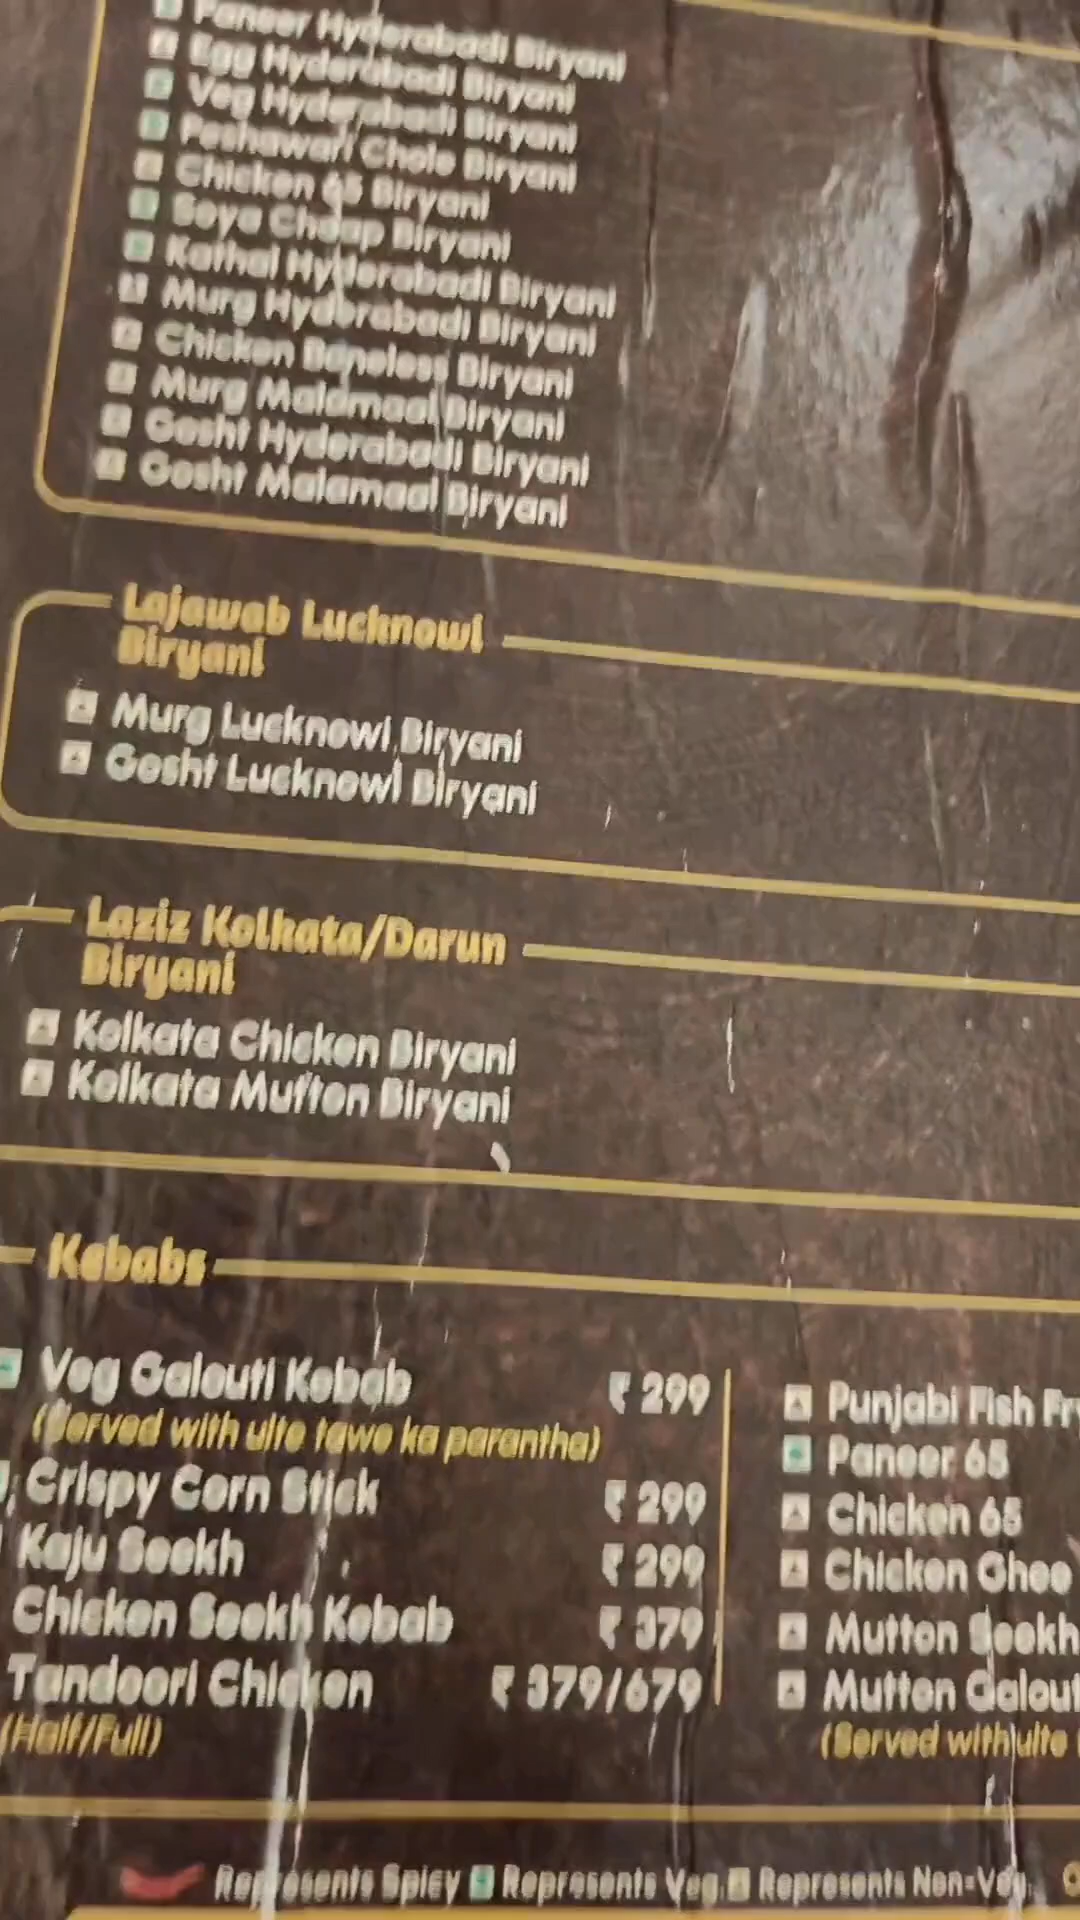 Paneer Hyderabadi Biryani
Egg Hyderabadi Biryani
Veg Hyderabadi Biryani
Peshawari Chole Biryani
Chicken 65 Biryani
Soya Chaap Biryani
Kathal Hyderabadi Biryani
Murg Hyderabadi Biryani
Chicken Boneless Biryani
Murg Malamaal Biryani
Gosht Hyderabadi Biryani
Gosht Malamaal Biryani
Lajawab Lucknowi
Biryani
Murg Lucknowi Biryani
Gosht Lucknowi Biryani
Laziz Kolkata/Darun
Biryani
Kolkata Chicken Biryani
Kolkata Mutton Biryani
Kebabs
Veg Galouti Kebab ₹ 299
(Served with ulte tawe ka parantha)
Crispy Corn Stick ₹ 299
Kaju Seekh ₹ 299
Chicken Seekh Kebab ₹ 379
Tandoori Chicken ₹ 379/679
(Half/Full)
Punjabi Fish
Paneer 65
Chicken 65
Chicken Ghee
Mutton Seekh
Mutton
(Served with ulte
Represents Spicy Represents Veg. Represents Non-Veg.